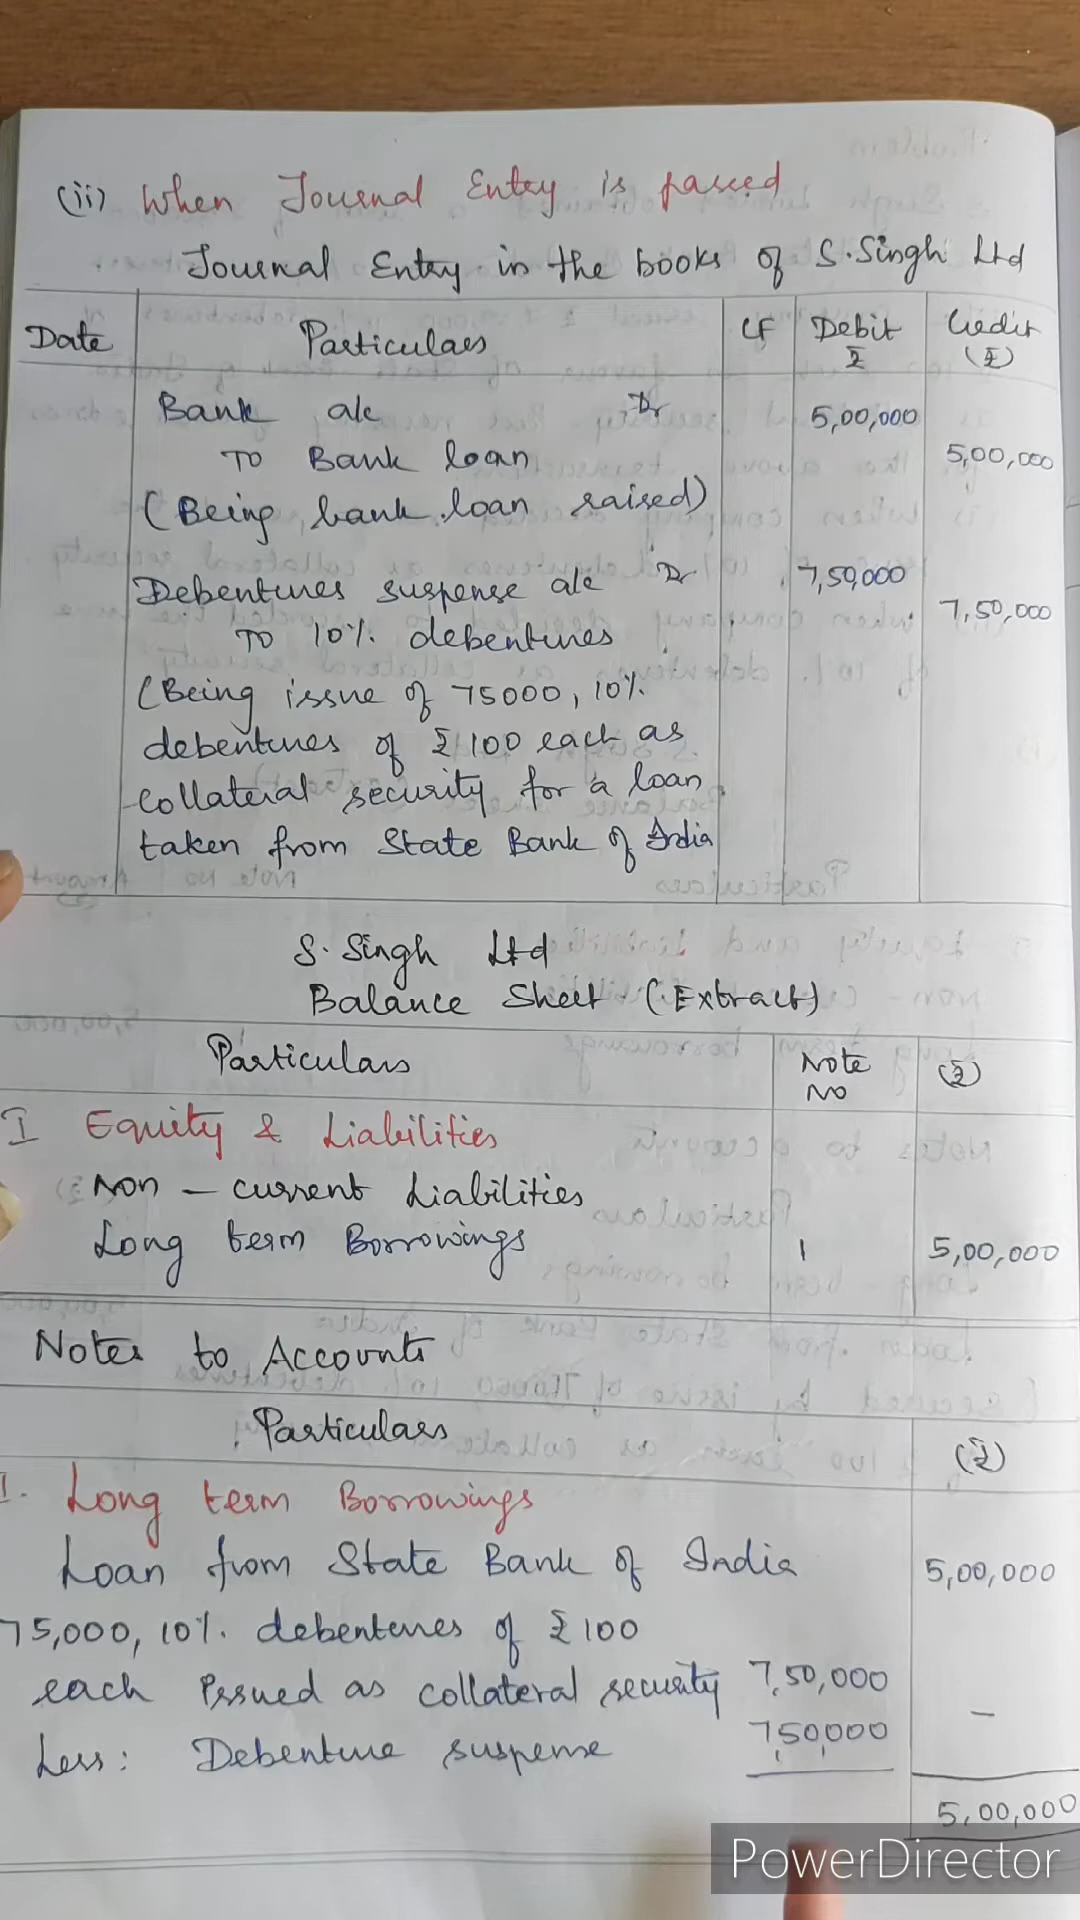 (ii) When Journal Entry is passed
Journal Entry in the books of S. Singh Ltd
Date Particulars LF Debit ₹ Credit (₹)
Bank a/c Dr 5,00,000
To Bank loan 5,00,000
(Being bank loan raised)
Debentures suspense a/c Dr 7,50,000
To 10% debentures 7,50,000
(Being issue of 75000, 10%
debentures of ₹ 100 each as
collateral security for a loan
taken from State Bank of India
S. Singh Ltd
Balance Sheet (Extract)
Particulars Note No (₹)
I Equity & Liabilities
Non - current Liabilities
Long term Borrowings 1 5,00,000
Notes to Accounts
Particulars (₹)
1. Long term Borrowings
Loan from State Bank of India 5,00,000
75,000, 10% debentures of ₹ 100
each issued as collateral security 7,50,000
Less: Debenture suspense 7,50,000 -
5,00,000
PowerDirector